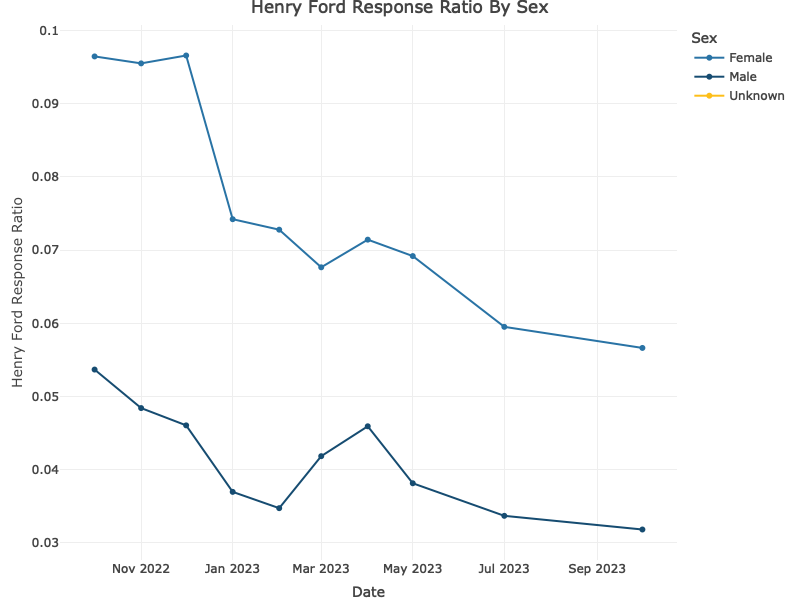 Henry Ford Response Ratio By Sex
Sex
Female
Male
Unknown
Henry Ford Response Ratio
0.1
0.09
0.08
0.07
0.06
0.05
0.04
0.03
Nov 2022 Jan 2023 Mar 2023 May 2023 Jul 2023 Sep 2023
Date